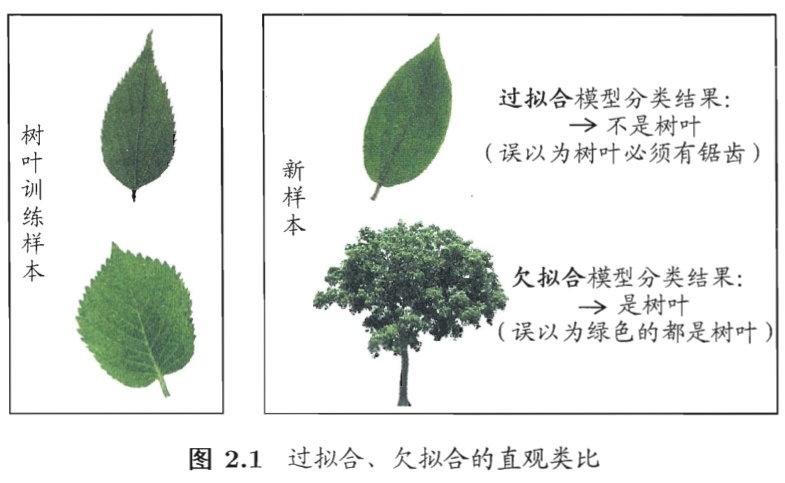 树叶训练样本
新样本
过拟合模型分类结果：
→ 不是树叶
（误以为树叶必须有锯齿）
欠拟合模型分类结果：
→ 是树叶
（误以为绿色的都是树叶）
图 2.1 过拟合、欠拟合的直观类比